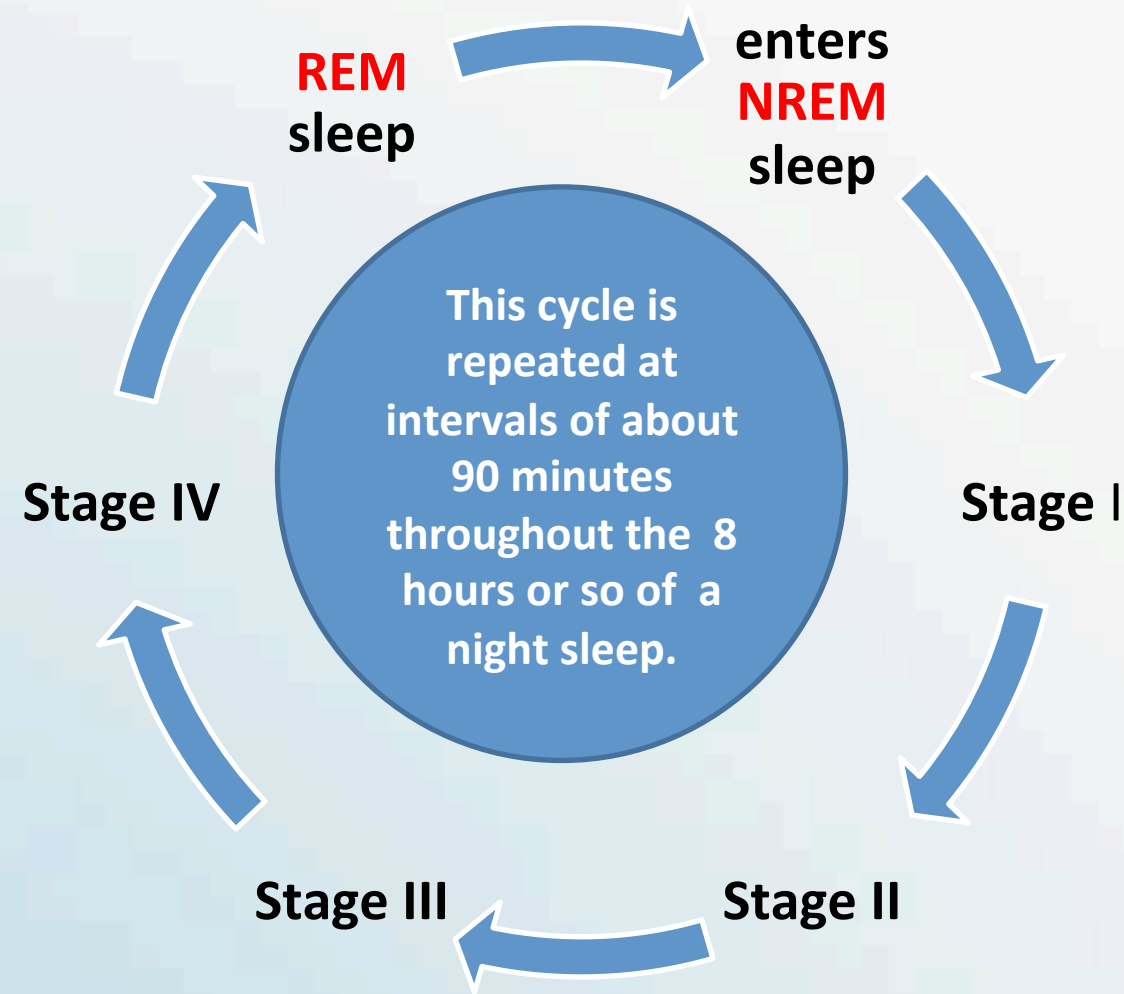 REM
sleep
enters
NREM
sleep
Stage I
Stage II
Stage III
Stage IV
This cycle is
repeated at
intervals of about
90 minutes
throughout the 8
hours or so of a
night sleep.